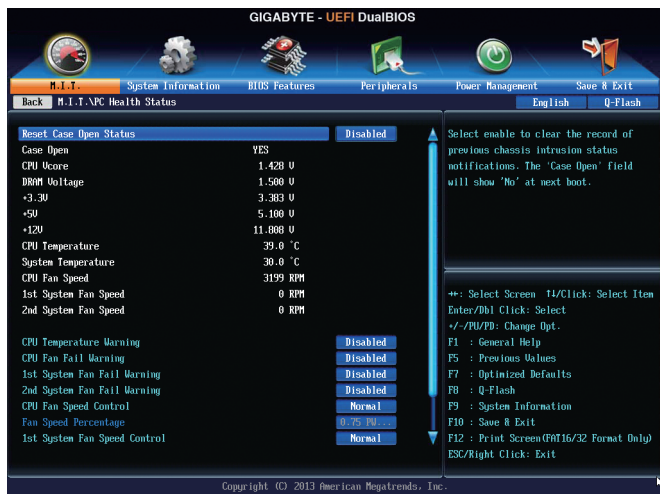 GIGABYTE - UEFI DualBIOS
M.I.T. System Information BIOS Features Peripherals Power Management Save & Exit
Back M.I.T.\PC Health Status English Q-Flash
Reset Case Open Status Disabled
Case Open YES
CPU Vcore 1.428 V
DRAM Voltage 1.500 V
+3.3V 3.383 V
+5V 5.100 V
+12V 11.808 V
CPU Temperature 39.0 °C
System Temperature 30.0 °C
CPU Fan Speed 3199 RPM
1st System Fan Speed 0 RPM
2nd System Fan Speed 0 RPM
CPU Temperature Warning Disabled
CPU Fan Fail Warning Disabled
1st System Fan Fail Warning Disabled
2nd System Fan Fail Warning Disabled
CPU Fan Speed Control Normal
Fan Speed Percentage 0.75 PW...
1st System Fan Speed Control Normal
Select enable to clear the record of
previous chassis intrusion status
notifications. The 'Case Open' field
will show 'No' at next boot.
↔: Select Screen ↑↓/Click: Select Item
Enter/Dbl Click: Select
+/-/PU/PD: Change Opt.
F1 : General Help
F5 : Previous Values
F7 : Optimized Defaults
F8 : Q-Flash
F9 : System Information
F10 : Save & Exit
F12 : Print Screen(FAT16/32 Format Only)
ESC/Right Click: Exit
Copyright (C) 2013 American Megatrends, Inc.